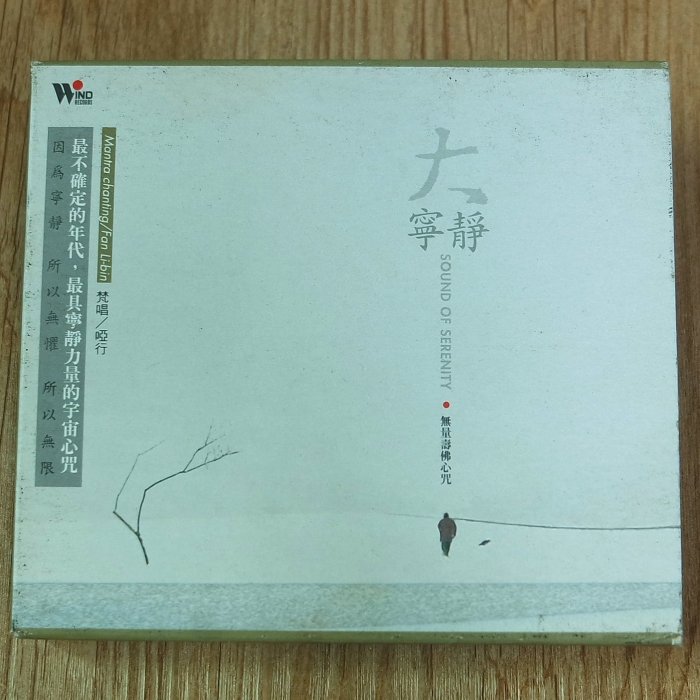 WIND
RECORDS
最不確定的年代，最具寧靜力量的宇宙心咒
因為寧靜 所以無懼 所以無限
Mantra chanting/Fan Li-bin
梵唱／啞行
大
寧靜
SOUND OF SERENITY
無量壽佛心咒